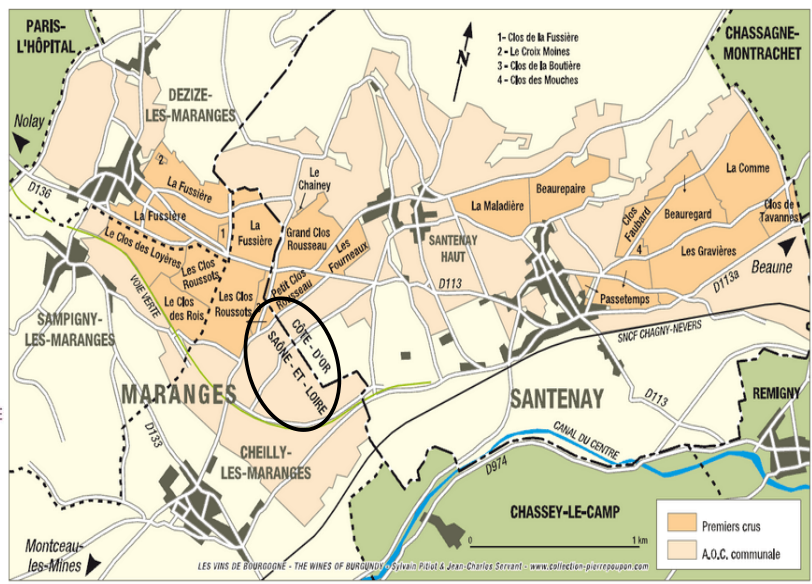 PARIS-
L'HÔPITAL
1- Clos de la Fussière
2 - Le Croix Moines
3 - Clos de la Boutière
4 - Clos des Mouches
CHASSAGNE-
MONTRACHET
N
DEZIZE-
LES-MARANGES
Nolay
D136
2
La Fussière
Le
Chainey
La Comme
La Fussière
1
La
Fussière
Grand Clos
Rousseau
Les
Fourneaux
La Maladière
Beaurepaire
Clos
Faubard
Beauregard
Clos de
Tavannes
4
Les Gravières
Beaune
Le Clos des Loyères
Les Clos
Roussots
SANTENAY
HAUT
D113
D113a
VOIE VERTE
Le Clos
des Rois
Les Clos
Roussots
Petit Clos
Rousseau
Passetemps
SAMPIGNY-
LES-MARANGES
CÔTE - D'OR
SAÔNE - ET - LOIRE
SNCF CHAGNY-NEVERS
MARANGES
SANTENAY
D113
REMIGNY
D133
CHEILLY-
LES-MARANGES
CANAL DU CENTRE
D974
CHASSEY-LE-CAMP
Premiers crus
A.O.C. communale
Montceau-
les-Mines
0
1 km
LES VINS DE BOURGOGNE - THE WINES OF BURGUNDY - Sylvain Pitiot & Jean-Charles Servant - www.collection-pierrepoupon.com